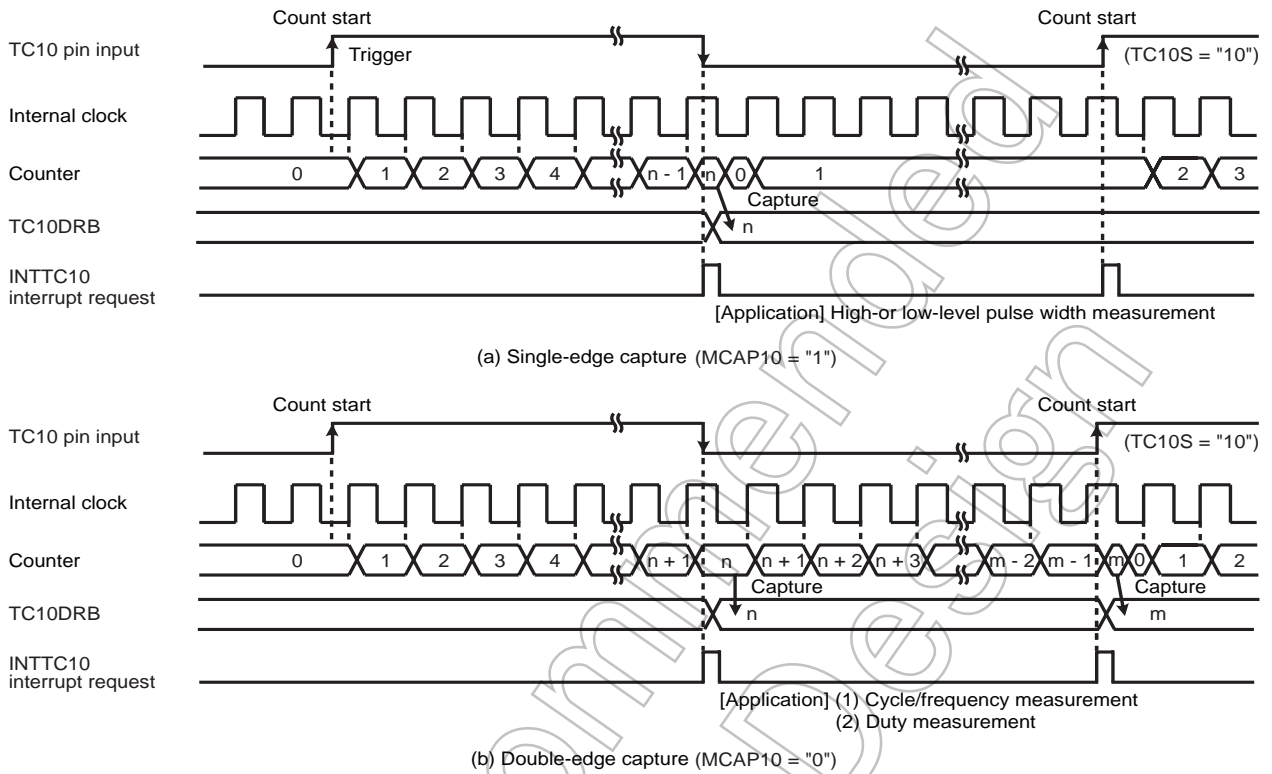 Count start Count start
TC10 pin input Trigger (TC10S = "10")
Internal clock
Counter 0 1 2 3 4 n - 1 n 0 1 2 3
Capture
TC10DRB n
INTTC10
interrupt request
[Application] High-or low-level pulse width measurement
(a) Single-edge capture (MCAP10 = "1")
Count start Count start
TC10 pin input (TC10S = "10")
Internal clock
Counter 0 1 2 3 4 n + 1 n n + 1 n + 2 n + 3 m - 2 m - 1 m 0 1 2
Capture Capture
TC10DRB n m
INTTC10
interrupt request
[Application] (1) Cycle/frequency measurement
(2) Duty measurement
(b) Double-edge capture (MCAP10 = "0")
ommended
Design